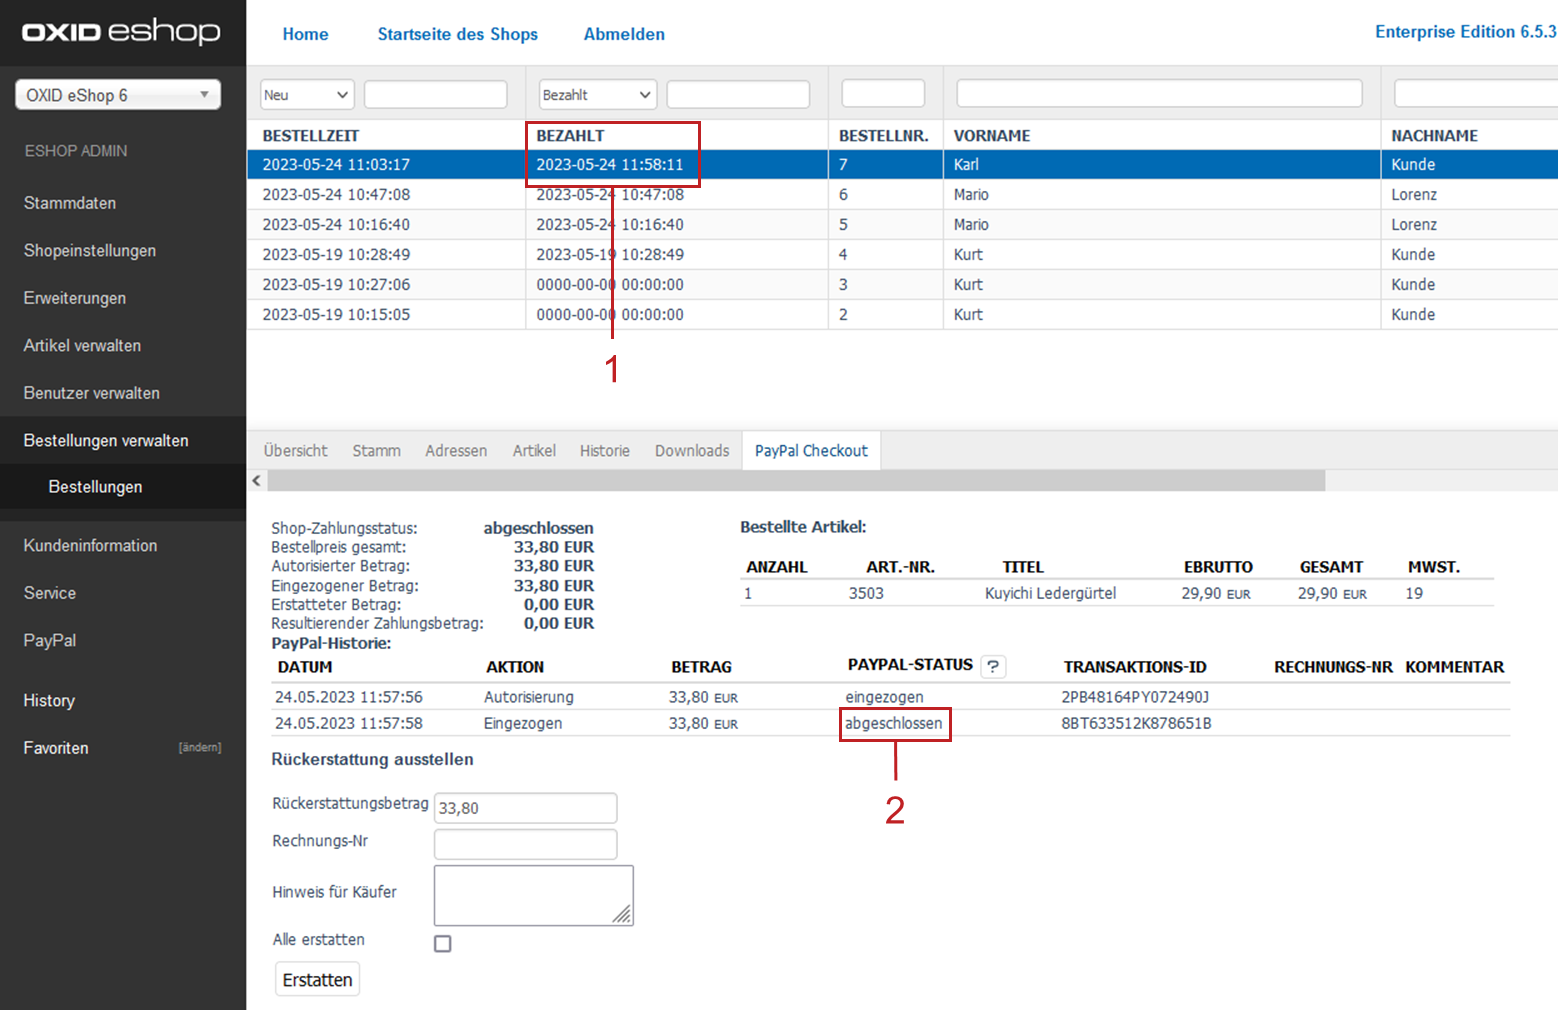 OXID eshop
Home Startseite des Shops Abmelden Enterprise Edition 6.5.3
OXID eShop 6
ESHOP ADMIN
Stammdaten
Shopeinstellungen
Erweiterungen
Artikel verwalten
Benutzer verwalten
Bestellungen verwalten
Bestellungen
Kundeninformation
Service
PayPal
History
Favoriten [ändern]
Neu Bezahlt
BESTELLZEIT BEZAHLT BESTELLNR. VORNAME NACHNAME
2023-05-24 11:03:17 2023-05-24 11:58:11 7 Karl Kunde
2023-05-24 10:47:08 2023-05-24 10:47:08 6 Mario Lorenz
2023-05-24 10:16:40 2023-05-24 10:16:40 5 Mario Lorenz
2023-05-19 10:28:49 2023-05-19 10:28:49 4 Kurt Kunde
2023-05-19 10:27:06 0000-00-00 00:00:00 3 Kurt Kunde
2023-05-19 10:15:05 0000-00-00 00:00:00 2 Kurt Kunde
1
Übersicht Stamm Adressen Artikel Historie Downloads PayPal Checkout
Shop-Zahlungsstatus: abgeschlossen
Bestellpreis gesamt: 33,80 EUR
Autorisierter Betrag: 33,80 EUR
Eingezogener Betrag: 33,80 EUR
Erstatteter Betrag: 0,00 EUR
Resultierender Zahlungsbetrag: 0,00 EUR
Bestellte Artikel:
ANZAHL ART.-NR. TITEL EBRUTTO GESAMT MWST.
1 3503 Kuyichi Ledergürtel 29,90 EUR 29,90 EUR 19
PayPal-Historie:
DATUM AKTION BETRAG PAYPAL-STATUS ? TRANSAKTIONS-ID RECHNUNGS-NR KOMMENTAR
24.05.2023 11:57:56 Autorisierung 33,80 EUR eingezogen 2PB48164PY072490J
24.05.2023 11:57:58 Eingezogen 33,80 EUR abgeschlossen 8BT633512K878651B
2
Rückerstattung ausstellen
Rückerstattungsbetrag 33,80
Rechnungs-Nr
Hinweis für Käufer
Alle erstatten
Erstatten